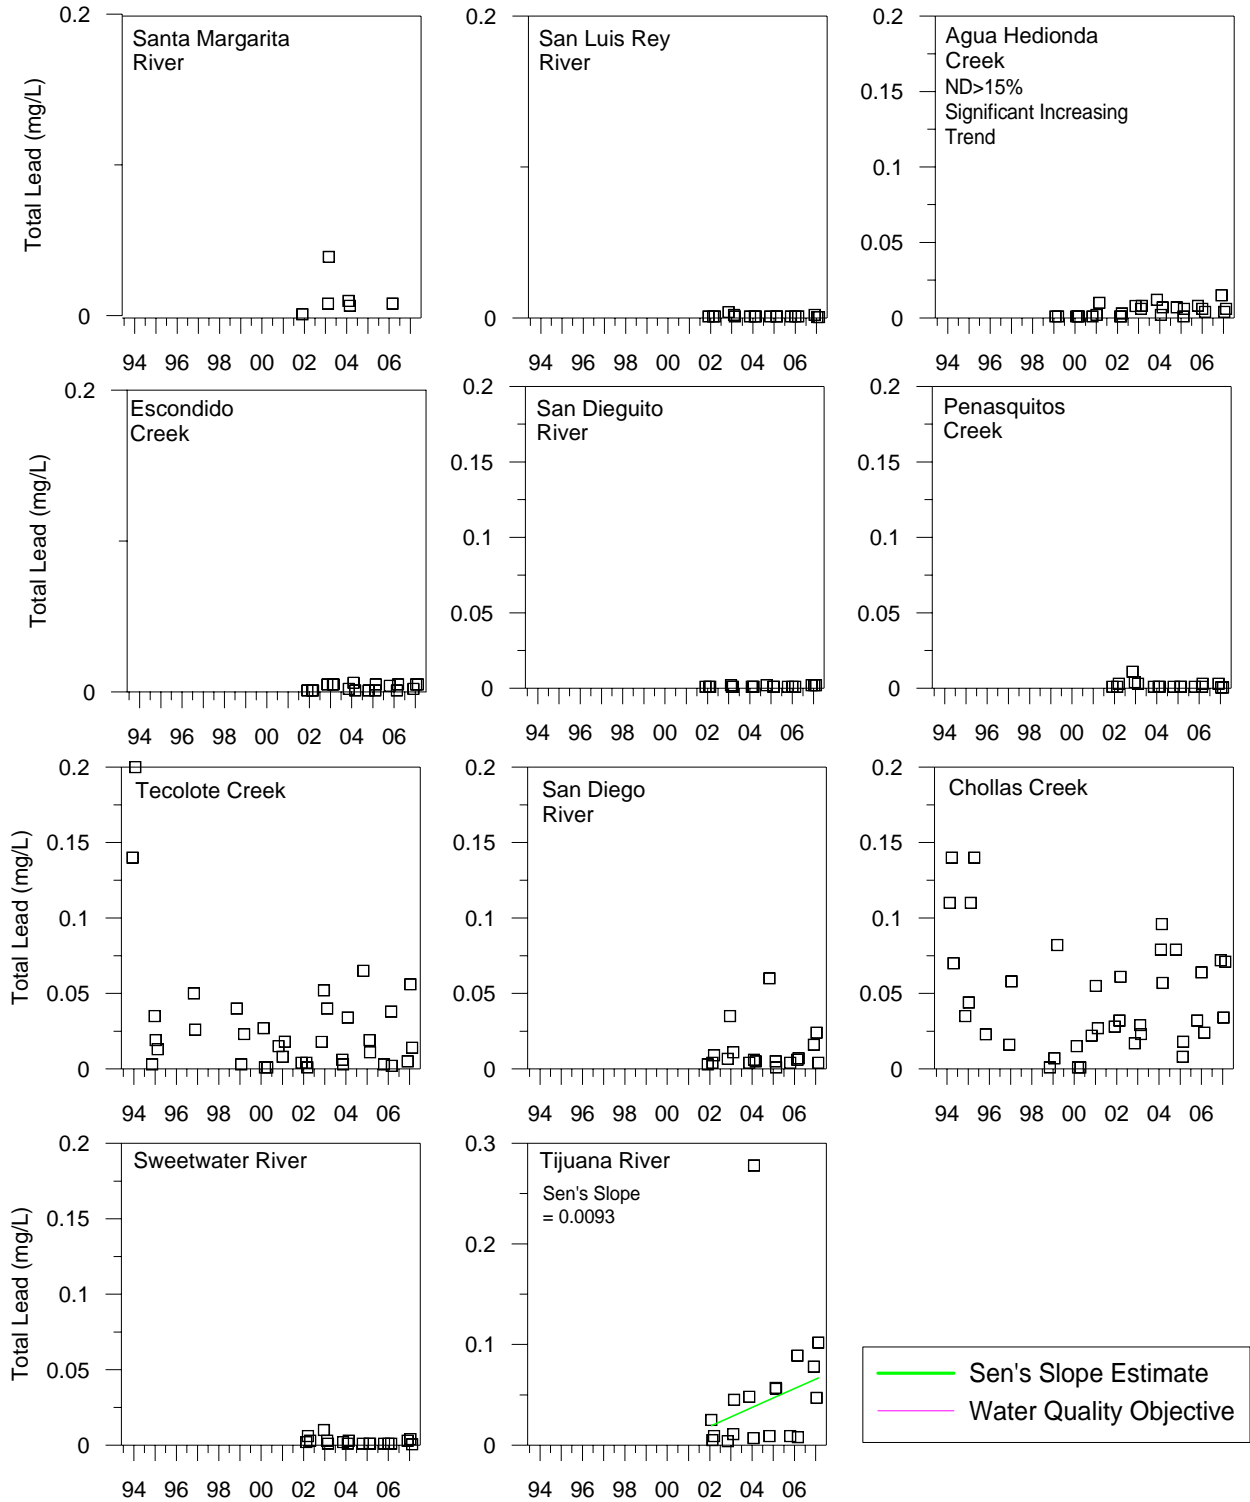 Total Lead (mg/L)
0.2
0
Santa Margarita
River
94 96 98 00 02 04 06
0.2
0
San Luis Rey
River
94 96 98 00 02 04 06
0.2
0.15
0.1
0.05
0
Agua Hedionda
Creek
ND>15%
Significant Increasing
Trend
94 96 98 00 02 04 06
Total Lead (mg/L)
0.2
0
Escondido
Creek
94 96 98 00 02 04 06
0.2
0.15
0.1
0.05
0
San Dieguito
River
94 96 98 00 02 04 06
0.2
0.15
0.1
0.05
0
Penasquitos
Creek
94 96 98 00 02 04 06
Total Lead (mg/L)
0.2
0.15
0.1
0.05
0
Tecolote Creek
94 96 98 00 02 04 06
0.2
0.15
0.1
0.05
0
San Diego
River
94 96 98 00 02 04 06
0.2
0.15
0.1
0.05
0
Chollas Creek
94 96 98 00 02 04 06
Total Lead (mg/L)
0.2
0.15
0.1
0.05
0
Sweetwater River
94 96 98 00 02 04 06
0.3
0.2
0.1
0
Tijuana River
Sen's Slope
= 0.0093
94 96 98 00 02 04 06
Sen's Slope Estimate
Water Quality Objective